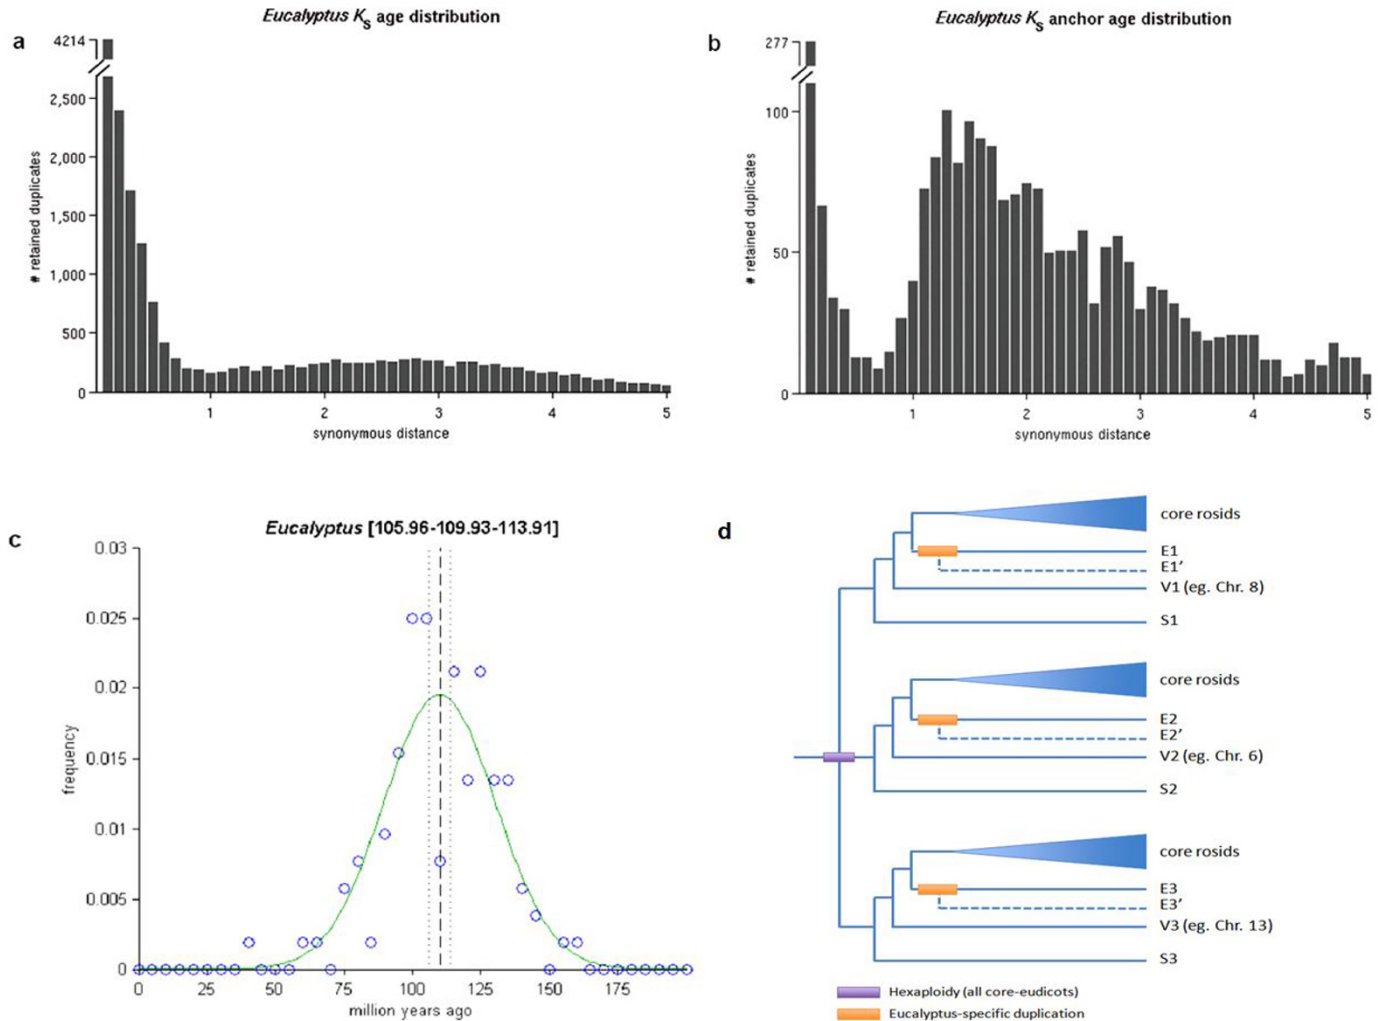 a
Eucalyptus KS age distribution
4214
2,500
2,000
1,500
1,000
500
0
# retained duplicates
1 2 3 4 5
synonymous distance
b
Eucalyptus KS anchor age distribution
277
100
50
0
# retained duplicates
1 2 3 4 5
synonymous distance
c
Eucalyptus [105.96-109.93-113.91]
0.03
0.025
0.02
0.015
0.01
0.005
0
frequency
0 25 50 75 100 125 150 175
million years ago
d
core rosids
E1
E1′
V1 (eg. Chr. 8)
S1
core rosids
E2
E2′
V2 (eg. Chr. 6)
S2
core rosids
E3
E3′
V3 (eg. Chr. 13)
S3
Hexaploidy (all core-eudicots)
Eucalyptus-specific duplication